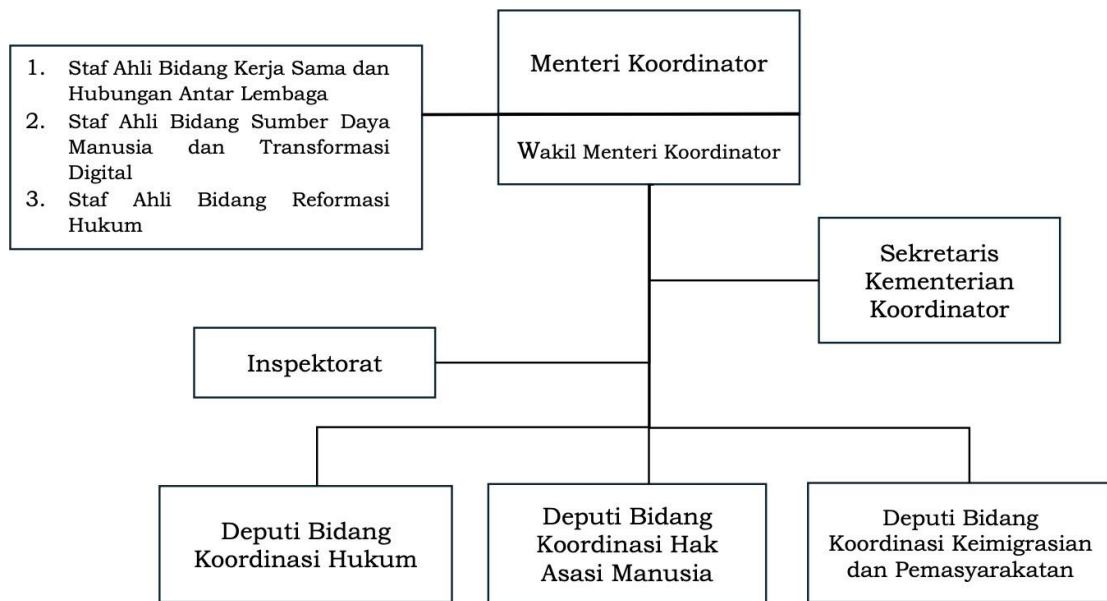 Menteri Koordinator
Wakil Menteri Koordinator
1. Staf Ahli Bidang Kerja Sama dan
Hubungan Antar Lembaga
2. Staf Ahli Bidang Sumber Daya
Manusia dan Transformasi
Digital
3. Staf Ahli Bidang Reformasi
Hukum
Sekretaris
Kementerian
Koordinator
Inspektorat
Deputi Bidang
Koordinasi Hukum
Deputi Bidang
Koordinasi Hak
Asasi Manusia
Deputi Bidang
Koordinasi Keimigrasian
dan Pemasyarakatan